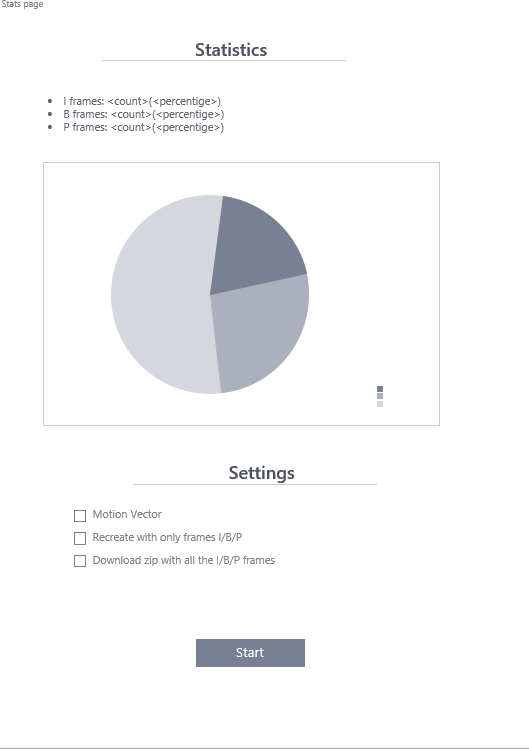 Stats page
Statistics
I frames: <count>(<percentige>)
B frames: <count>(<percentige>)
P frames: <count>(<percentige>)
Settings
Motion Vector
Recreate with only frames I/B/P
Download zip with all the I/B/P frames
Start